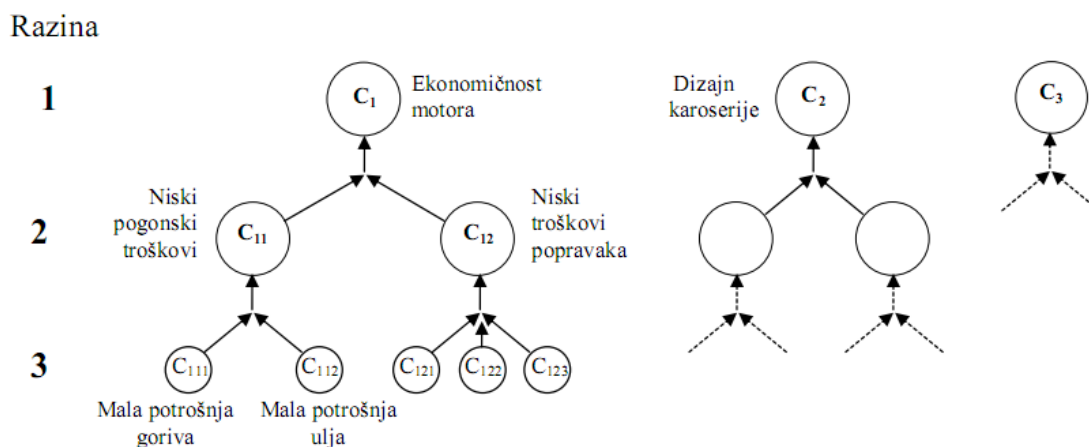 Razina
1
C₁
Ekonomičnost
motora
Dizajn
karoserije
C₂
C₃
2
Niski
pogonski
troškovi
C₁₁
C₁₂
Niski
troškovi
popravaka
3
C₁₁₁
C₁₁₂
C₁₂₁
C₁₂₂
C₁₂₃
Mala potrošnja
goriva
Mala potrošnja
ulja